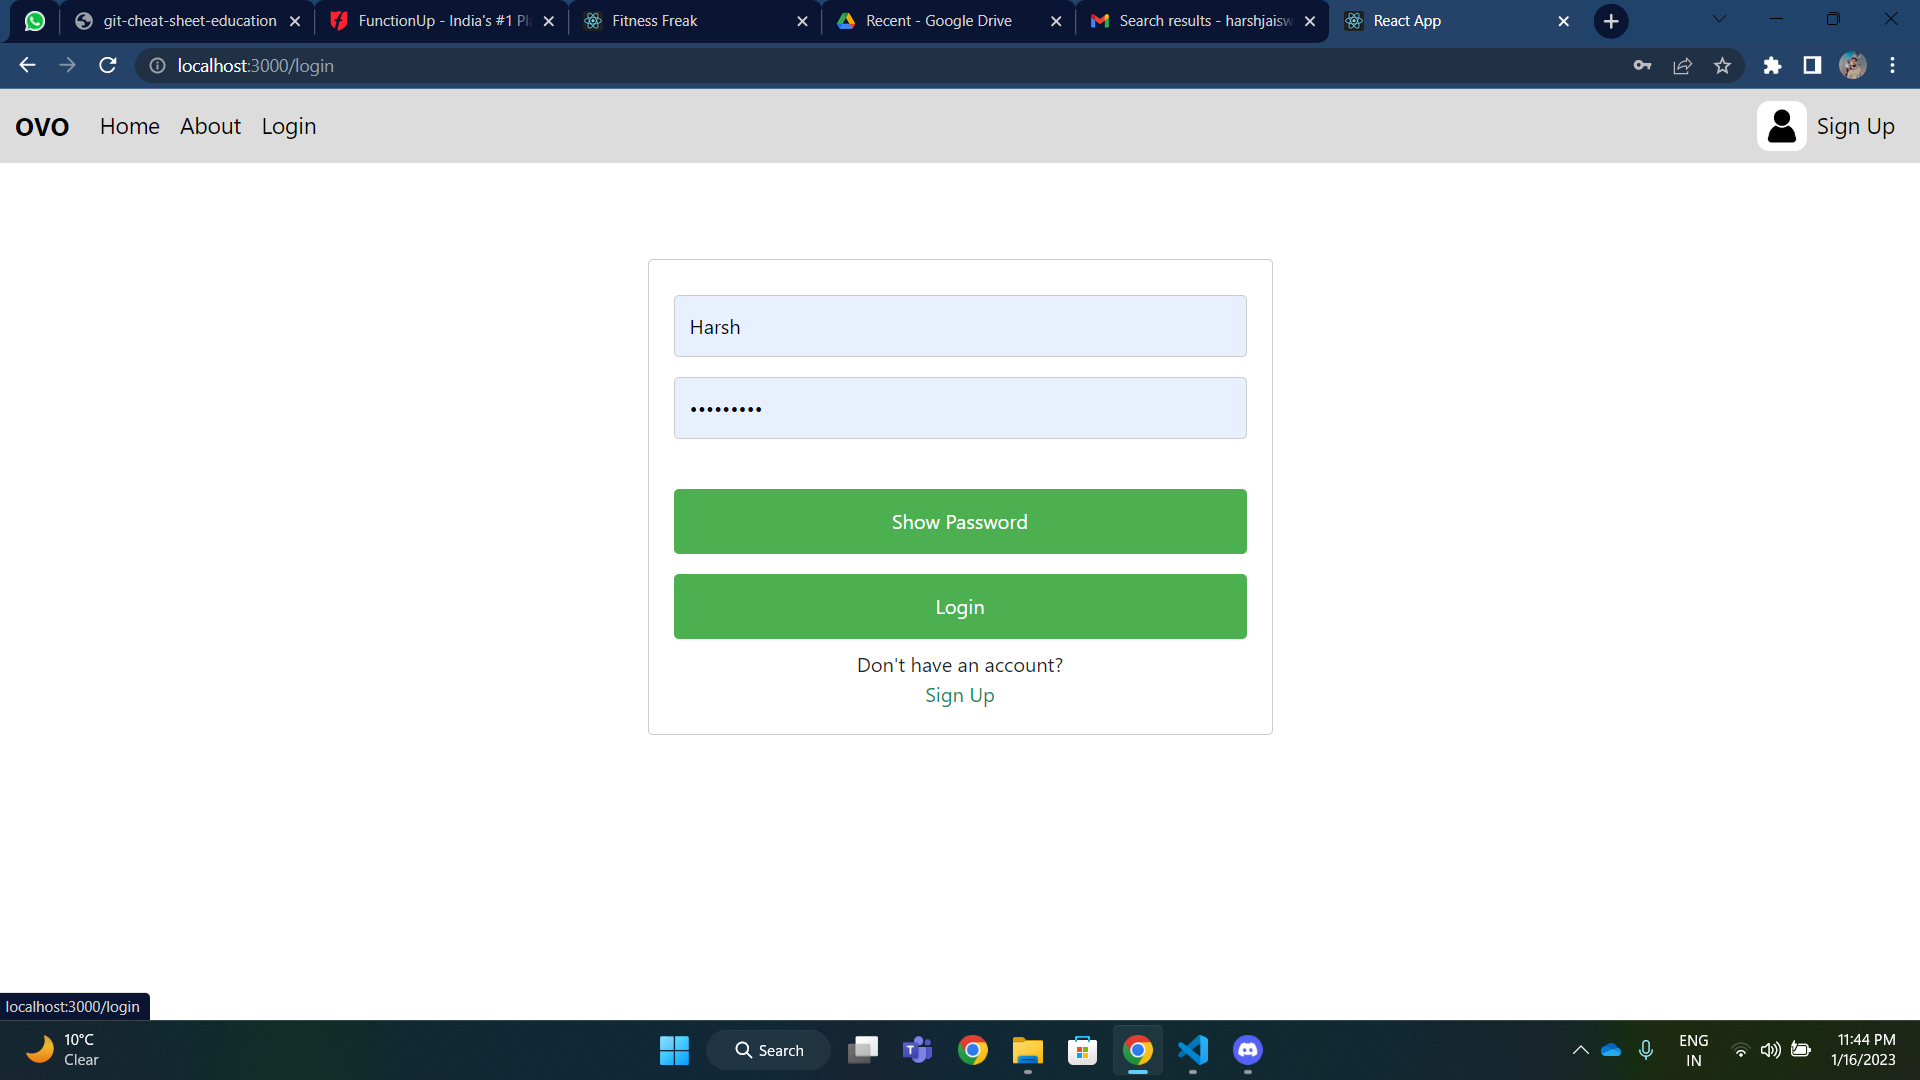 git-cheat-sheet-education
FunctionUp - India's #1 Pl
Fitness Freak
Recent - Google Drive
Search results - harshjaisw
React App
localhost:3000/login
OVO
Home
About
Login
Sign Up
Harsh
•••••••••
Show Password
Login
Don't have an account?
Sign Up
localhost:3000/login
10°C
Clear
Search
ENG
IN
11:44 PM
1/16/2023